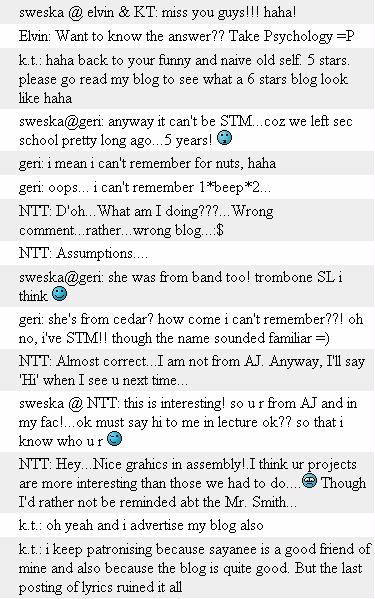 sweska @ elvin & KT: miss you guys!!! haha!
Elvin: Want to know the answer?? Take Psychology =P
k.t.: haha back to your funny and naive old self. 5 stars.
please go read my blog to see what a 6 stars blog look
like haha
sweska@geri: anyway it can't be STM...coz we left sec
school pretty long ago...5 years!
geri: i mean i can't remember for nuts, haha
geri: oops... i can't remember 1*beep*2...
NTT: D'oh...What am I doing???...Wrong
comment...rather...wrong blog...:$
NTT: Assumptions....
sweska@geri: she was from band too! trombone SL i
think
geri: she's from cedar? how come i can't remember??! oh
no, i've STM!! though the name sounded familiar =)
NTT: Almost correct...I am not from AJ. Anyway, I'll say
'Hi' when I see u next time...
sweska @ NTT: this is interesting! so u r from AJ and in
my fac!...ok must say hi to me in lecture ok?? so that i
know who u r
NTT: Hey...Nice grahics in assembly!.I think ur projects
are more interesting than those we had to do.... Though
I'd rather not be reminded abt the Mr. Smith...
k.t.: oh yeah and i advertise my blog also
k.t.: i keep patronising because sayanee is a good friend of
mine and also because the blog is quite good. But the last
posting of lyrics ruined it all